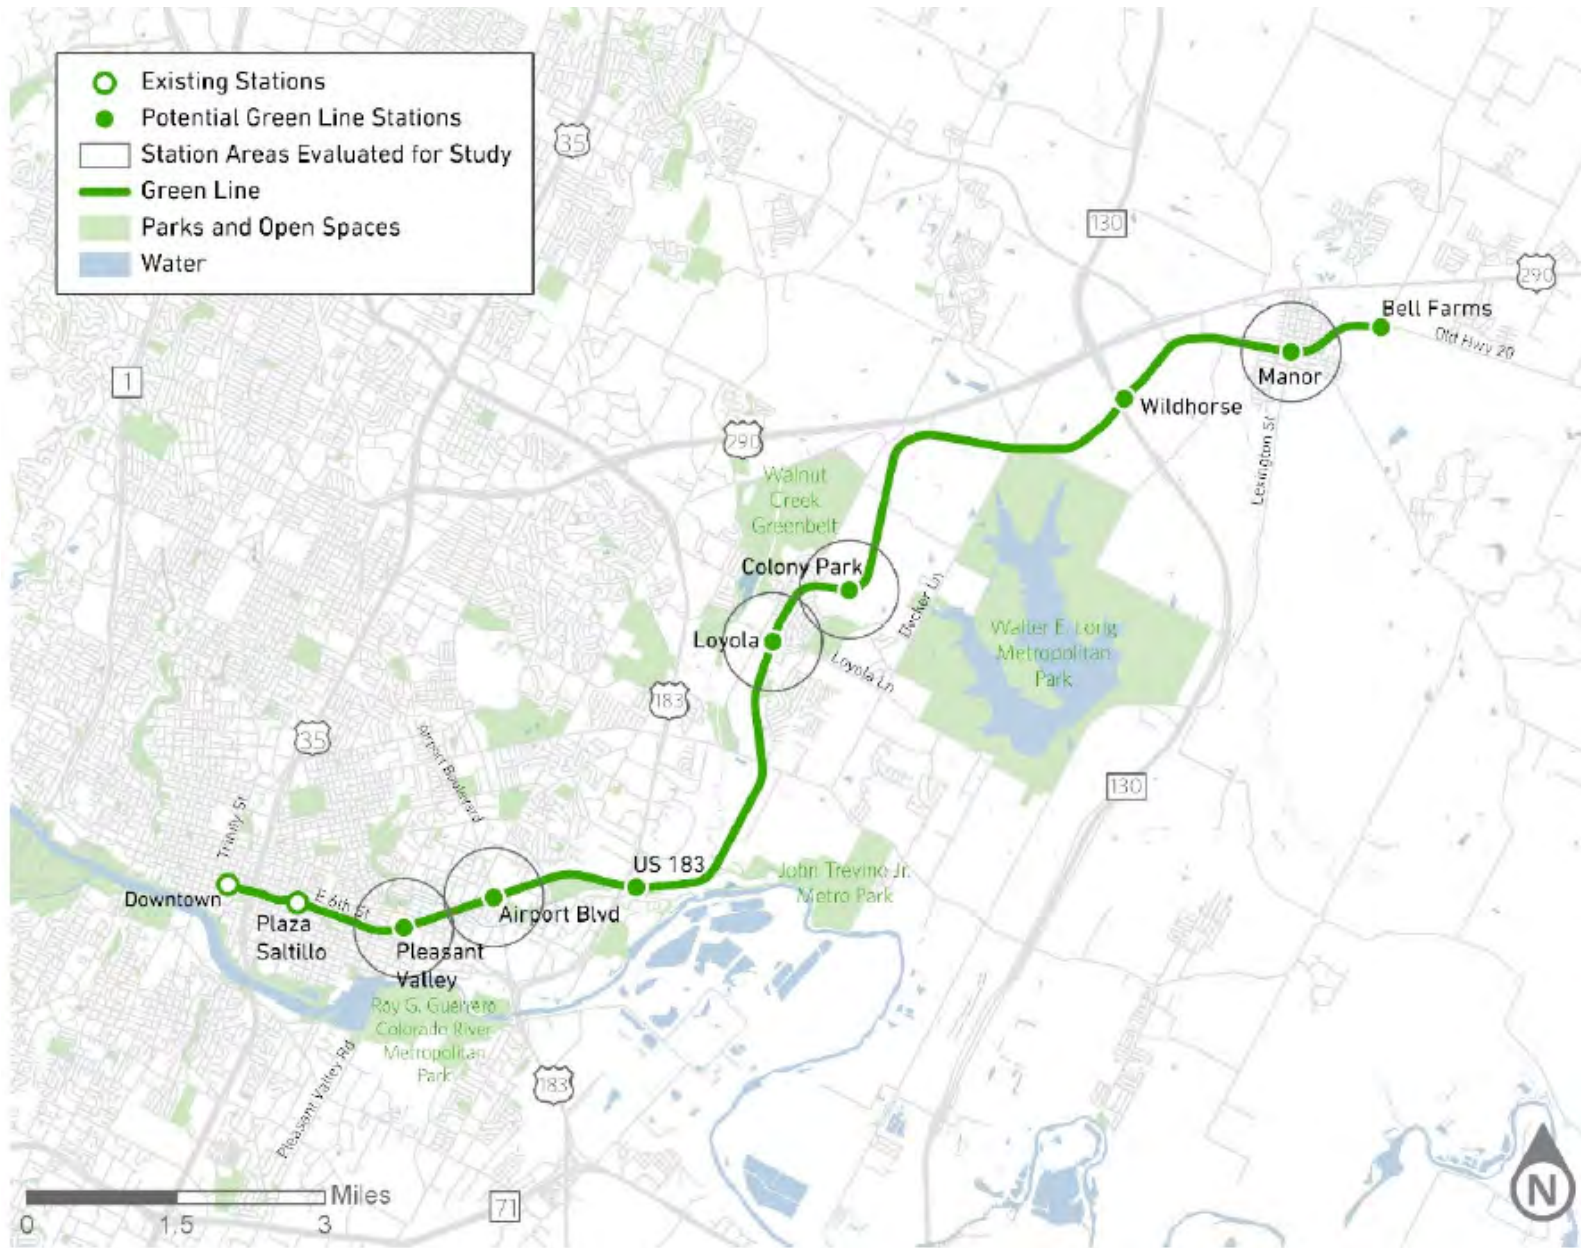 Existing Stations
Potential Green Line Stations
Station Areas Evaluated for Study
Green Line
Parks and Open Spaces
Water
35
130
290
Bell Farms
Old Hwy 20
1
Manor
Wildhorse
290
Lexington St
Walnut
Creek
Greenbelt
Colony Park
Decker Ln
Loyola
Walter E. Long
Metropolitan
Park
Loyola Ln
183
35
Airport Boulevard
130
Trinity St
US 183
John Trevino Jr.
Metro Park
Downtown
E 6th St
Airport Blvd
Plaza
Saltillo
Pleasant
Valley
Roy G. Guerrero
Colorado River
Metropolitan
Park
Pleasant Valley Rd
183
Miles
0
1.5
3
71
N